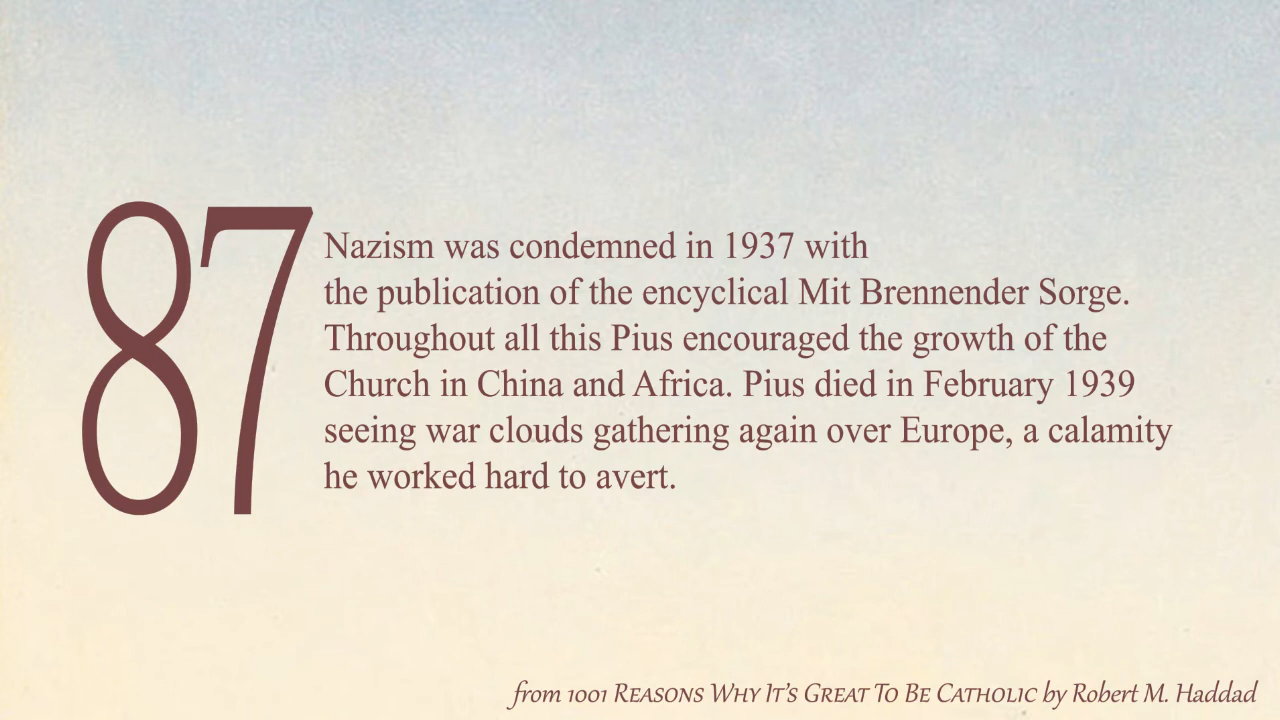 87
Nazism was condemned in 1937 with
the publication of the encyclical Mit Brennender Sorge.
Throughout all this Pius encouraged the growth of the
Church in China and Africa. Pius died in February 1939
seeing war clouds gathering again over Europe, a calamity
he worked hard to avert.
from 1001 Reasons Why It's Great To Be Catholic by Robert M. Haddad